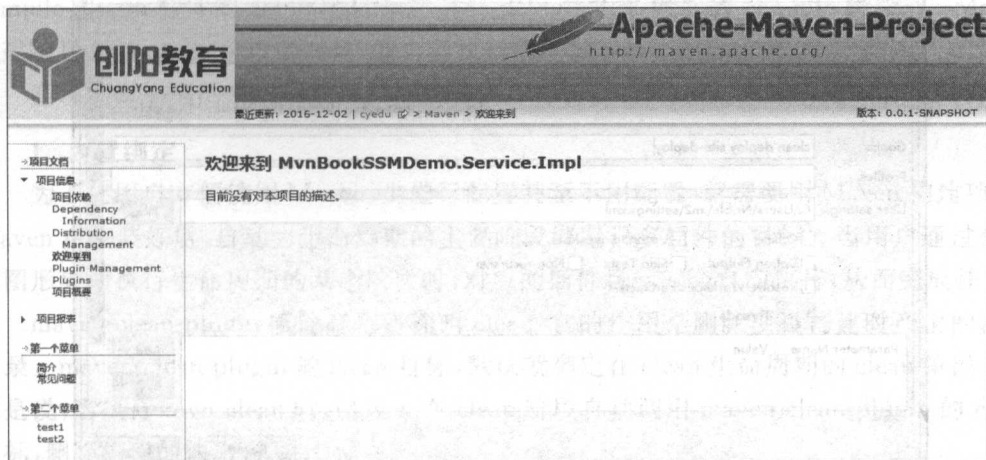 创阳教育
ChuangYang Education
Apache Maven Project
http://maven.apache.org/
最近更新: 2016-12-02 | cyedu > Maven > 欢迎来到
版本: 0.0.1-SNAPSHOT
项目文档
项目信息
项目依赖
Dependency
Information
Distribution
Management
欢迎来到
Plugin Management
Plugins
项目概要
项目报表
第一个菜单
简介
常见问题
第二个菜单
test1
test2
欢迎来到 MvnBookSSMDemo.Service.Impl
目前没有对本项目的描述.